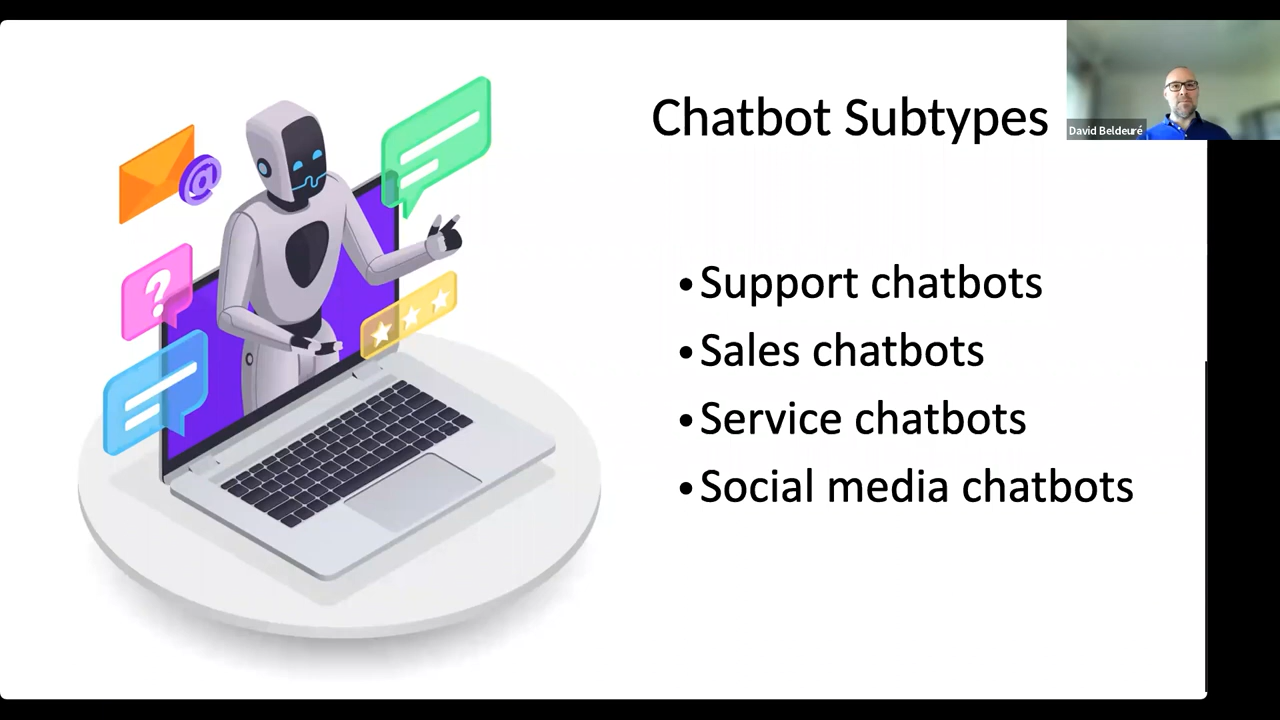 Chatbot Subtypes
David Beldeuré
@
?
•Support chatbots
•Sales chatbots
•Service chatbots
•Social media chatbots